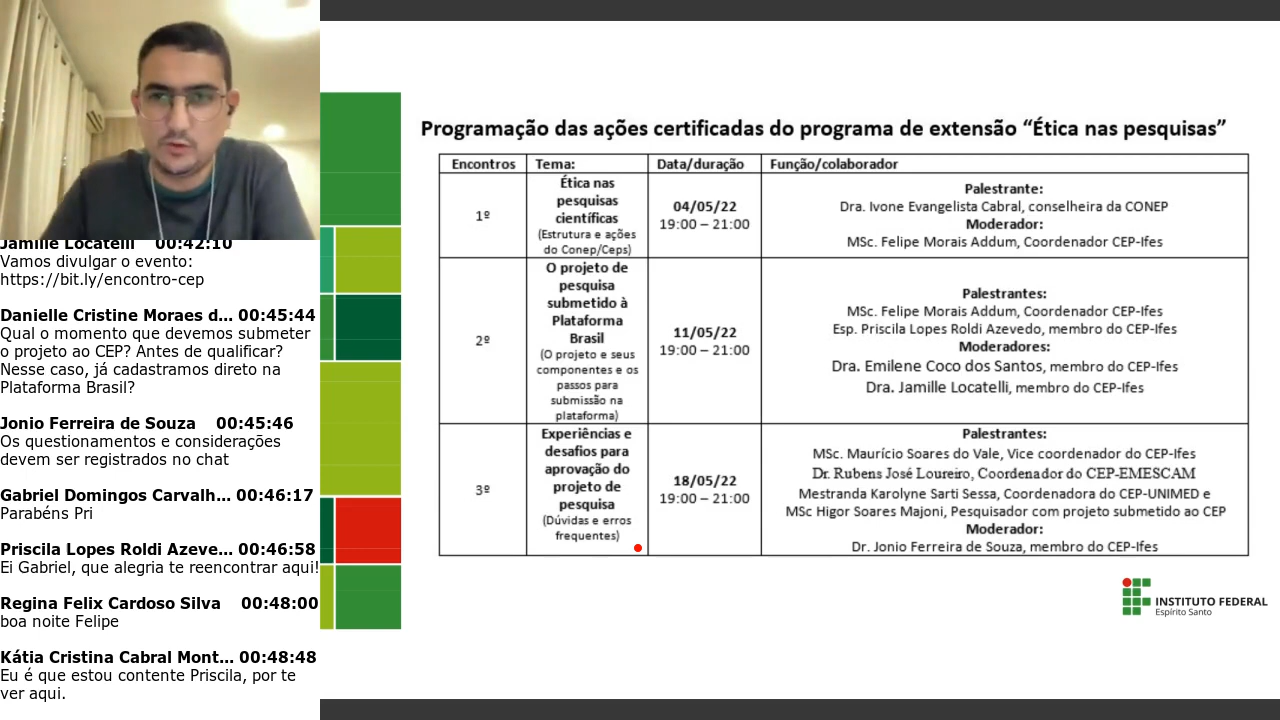 Jamille Locatelli 00:42:10
Vamos divulgar o evento:
https://bit.ly/encontro-cep
Danielle Cristine Moraes d... 00:45:44
Qual o momento que devemos submeter
o projeto ao CEP? Antes de qualificar?
Nesse caso, já cadastramos direto na
Plataforma Brasil?
Jonio Ferreira de Souza 00:45:46
Os questionamentos e considerações
devem ser registrados no chat
Gabriel Domingos Carvalh... 00:46:17
Parabéns Pri
Priscila Lopes Roldi Azeve... 00:46:58
Ei Gabriel, que alegria te reencontrar aqui!
Regina Felix Cardoso Silva 00:48:00
boa noite Felipe
Kátia Cristina Cabral Mont... 00:48:48
Eu é que estou contente Priscila, por te
ver aqui.
Programação das ações certificadas do programa de extensão “Ética nas pesquisas”
Encontros Tema: Data/duração Função/colaborador
1º
Ética nas
pesquisas
científicas
(Estrutura e ações
do Conep/Ceps)
04/05/22
19:00 – 21:00
Palestrante:
Dra. Ivone Evangelista Cabral, conselheira da CONEP
Moderador:
MSc. Felipe Morais Addum, Coordenador CEP-Ifes
2º
O projeto de
pesquisa
submetido à
Plataforma
Brasil
(O projeto e seus
componentes e os
passos para
submissão na
plataforma)
11/05/22
19:00 – 21:00
Palestrantes:
MSc. Felipe Morais Addum, Coordenador CEP-Ifes
Esp. Priscila Lopes Roldi Azevedo, membro do CEP-Ifes
Moderadores:
Dra. Emilene Coco dos Santos, membro do CEP-Ifes
Dra. Jamille Locatelli, membro do CEP-Ifes
3º
Experiências e
desafios para
aprovação do
projeto de
pesquisa
(Dúvidas e erros
frequentes)
18/05/22
19:00 – 21:00
Palestrantes:
MSc. Maurício Soares do Vale, Vice coordenador do CEP-Ifes
Dr. Rubens José Loureiro, Coordenador do CEP-EMESCAM
Mestranda Karolyne Sarti Sessa, Coordenadora do CEP-UNIMED e
MSc Higor Soares Majoni, Pesquisador com projeto submetido ao CEP
Moderador:
Dr. Jonio Ferreira de Souza, membro do CEP-Ifes
INSTITUTO FEDERAL
Espírito Santo